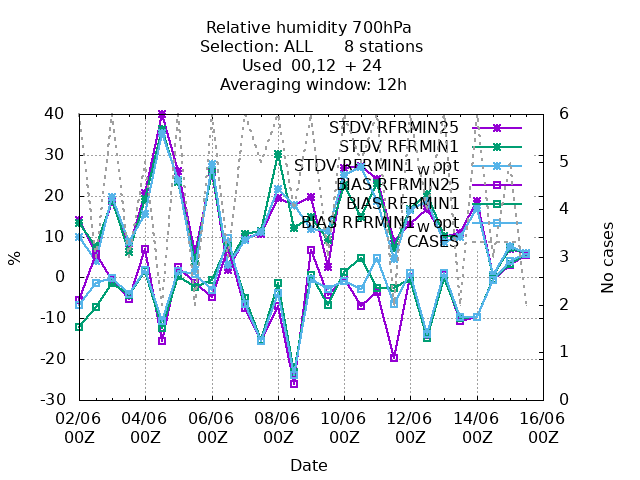 Relative humidity 700hPa
Selection: ALL 8 stations
Used 00,12 + 24
Averaging window: 12h
40 6
STDV RFRMIN25
STDV RFRMIN1
30 5
STDV RFRMIN1w opt
BIAS RFRMIN25
20 4
BIAS RFRMIN1
BIAS RFRMIN1w opt
CASES
10 3
0 2
-10
-20 1
-30 0
%
No cases
02/06 04/06 06/06 08/06 10/06 12/06 14/06 16/06
00Z 00Z 00Z 00Z 00Z 00Z 00Z 00Z
Date